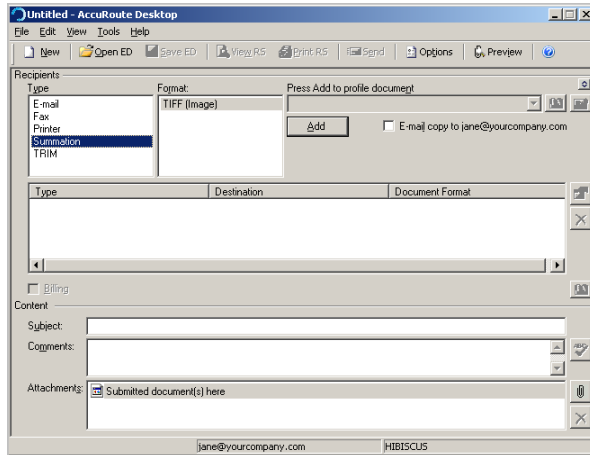 Untitled - AccuRoute Desktop
File Edit View Tools Help
New Open ED Save ED View RS Print RS Send Options Preview
Recipients
Type Format: Press Add to profile document
E-mail
Fax
Printer
Summation
TRIM
TIFF (Image)
Add E-mail copy to jane@yourcompany.com
Type Destination Document Format
Billing
Content
Subject:
Comments:
ABC
Attachments: Submitted document(s) here
jane@yourcompany.com HIBISCUS